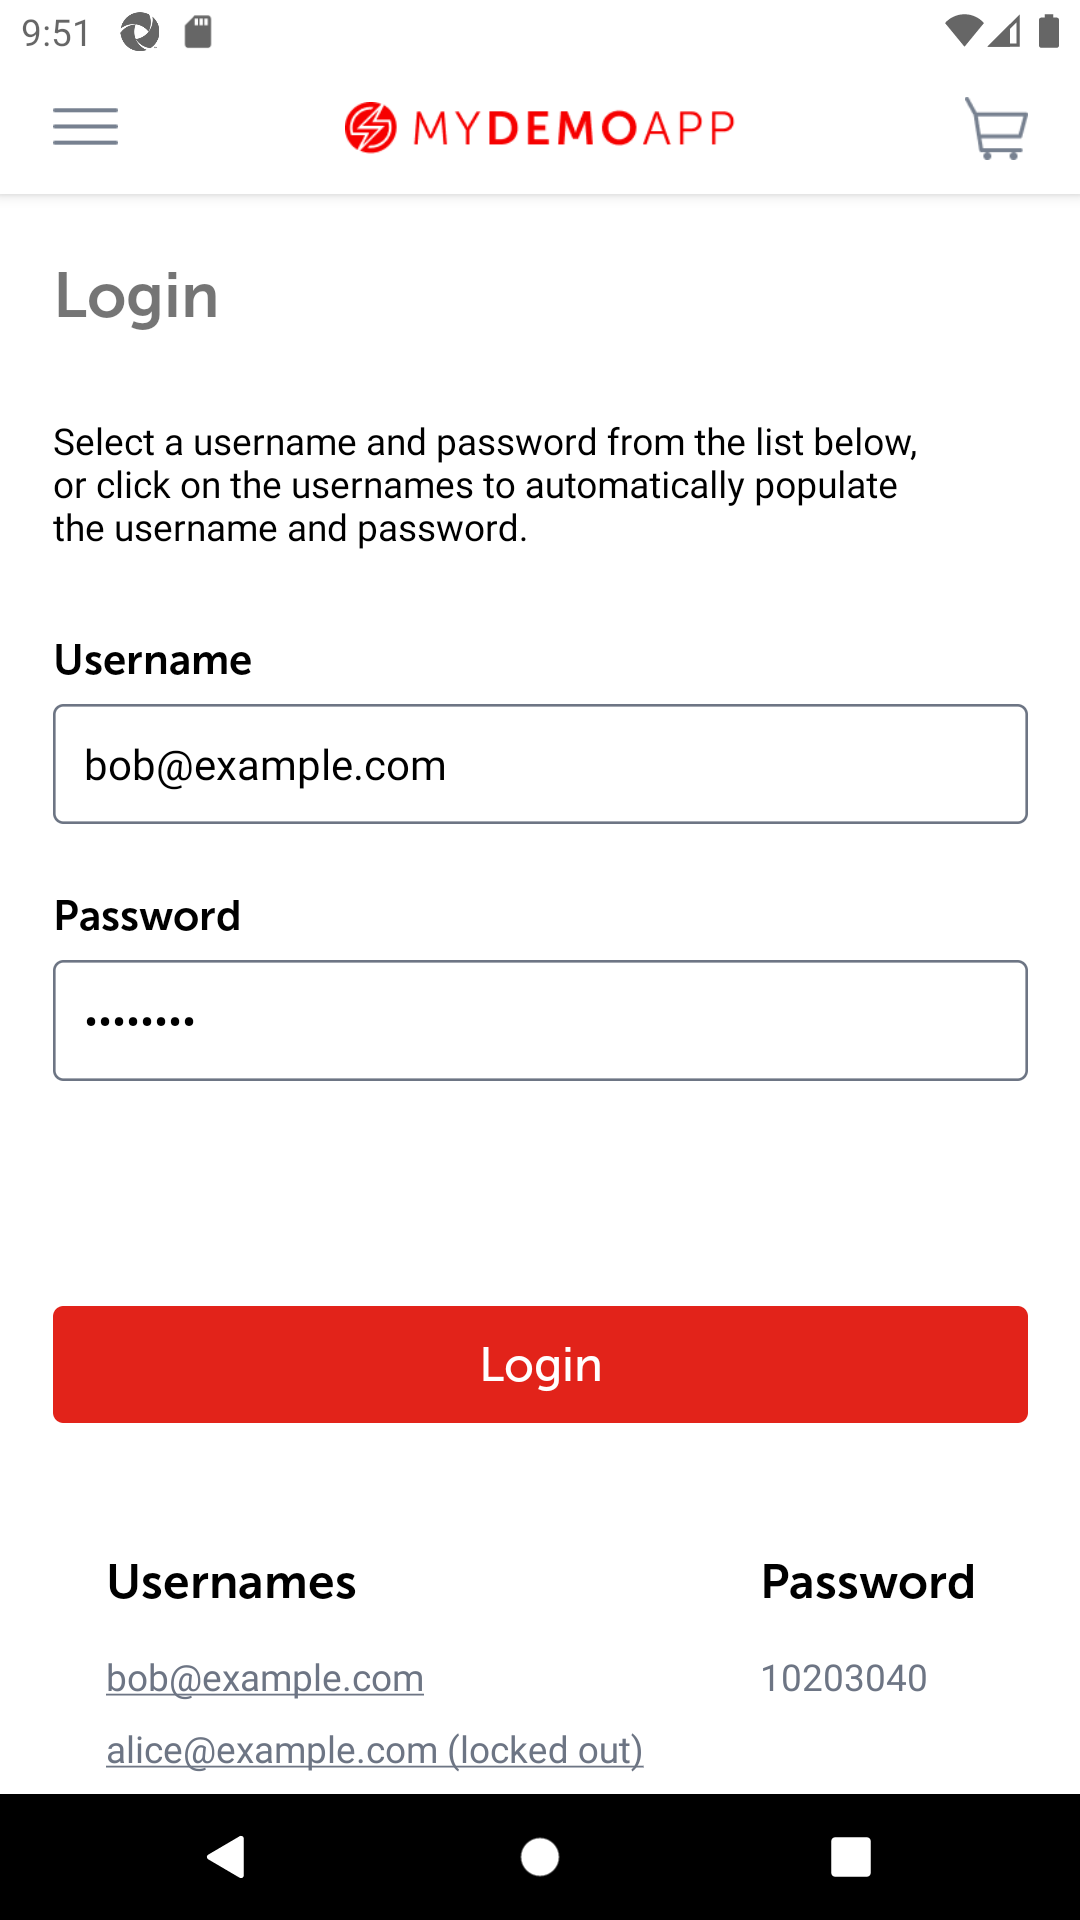 9:51
MYDEMOAPP
Login
Select a username and password from the list below,
or click on the usernames to automatically populate
the username and password.
Username
bob@example.com
Password
••••••••
Login
Usernames
Password
bob@example.com
10203040
alice@example.com (locked out)